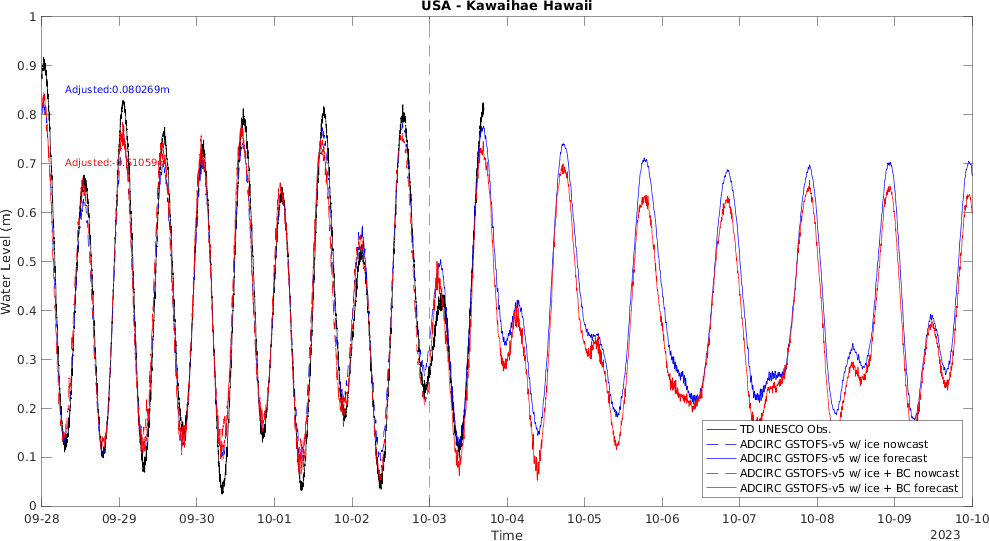 USA - Kawaihae Hawaii
1
0.9
0.8
0.7
0.6
0.5
0.4
0.3
0.2
0.1
0
Water Level (m)
Adjusted:0.080269m
TD UNESCO Obs.
ADCIRC GSTOFS-v5 w/ ice nowcast
ADCIRC GSTOFS-v5 w/ ice forecast
ADCIRC GSTOFS-v5 w/ ice + BC nowcast
ADCIRC GSTOFS-v5 w/ ice + BC forecast
09-28 09-29 09-30 10-01 10-02 10-03 10-04 10-05 10-06 10-07 10-08 10-09 10-10
Time
2023